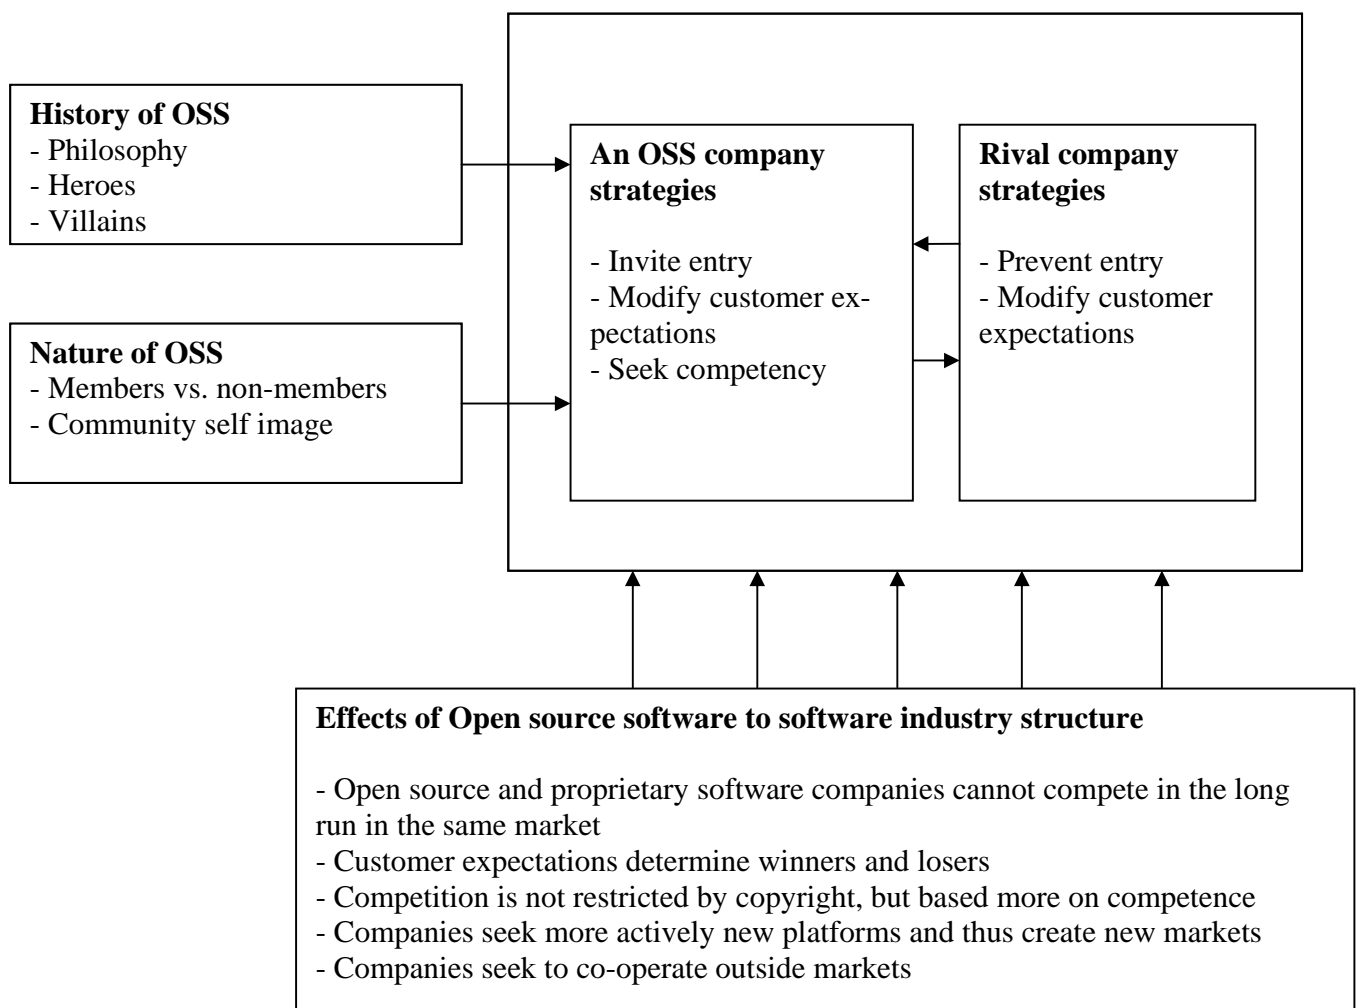 History of OSS
- Philosophy
- Heroes
- Villains
Nature of OSS
- Members vs. non-members
- Community self image
An OSS company
strategies
- Invite entry
- Modify customer ex-
pectations
- Seek competency
Rival company
strategies
- Prevent entry
- Modify customer
expectations
Effects of Open source software to software industry structure
- Open source and proprietary software companies cannot compete in the long
run in the same market
- Customer expectations determine winners and losers
- Competition is not restricted by copyright, but based more on competence
- Companies seek more actively new platforms and thus create new markets
- Companies seek to co-operate outside markets